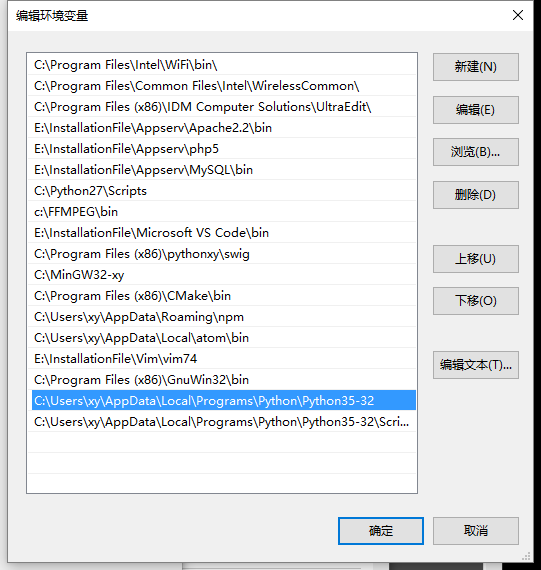 编辑环境变量
C:\Program Files\Intel\WiFi\bin\
C:\Program Files\Common Files\Intel\WirelessCommon\
C:\Program Files (x86)\IDM Computer Solutions\UltraEdit\
E:\InstallationFile\Appserv\Apache2.2\bin
E:\InstallationFile\Appserv\php5
E:\InstallationFile\Appserv\MySQL\bin
C:\Python27\Scripts
c:\FFMPEG\bin
E:\InstallationFile\Microsoft VS Code\bin
C:\Program Files (x86)\pythonxy\swig
C:\MinGW32-xy
C:\Program Files (x86)\CMake\bin
C:\Users\xy\AppData\Roaming\npm
C:\Users\xy\AppData\Local\atom\bin
E:\InstallationFile\Vim\vim74
C:\Program Files (x86)\GnuWin32\bin
C:\Users\xy\AppData\Local\Programs\Python\Python35-32
C:\Users\xy\AppData\Local\Programs\Python\Python35-32\Scri...
新建(N)
编辑(E)
浏览(B)...
删除(D)
上移(U)
下移(O)
编辑文本(T)...
确定
取消